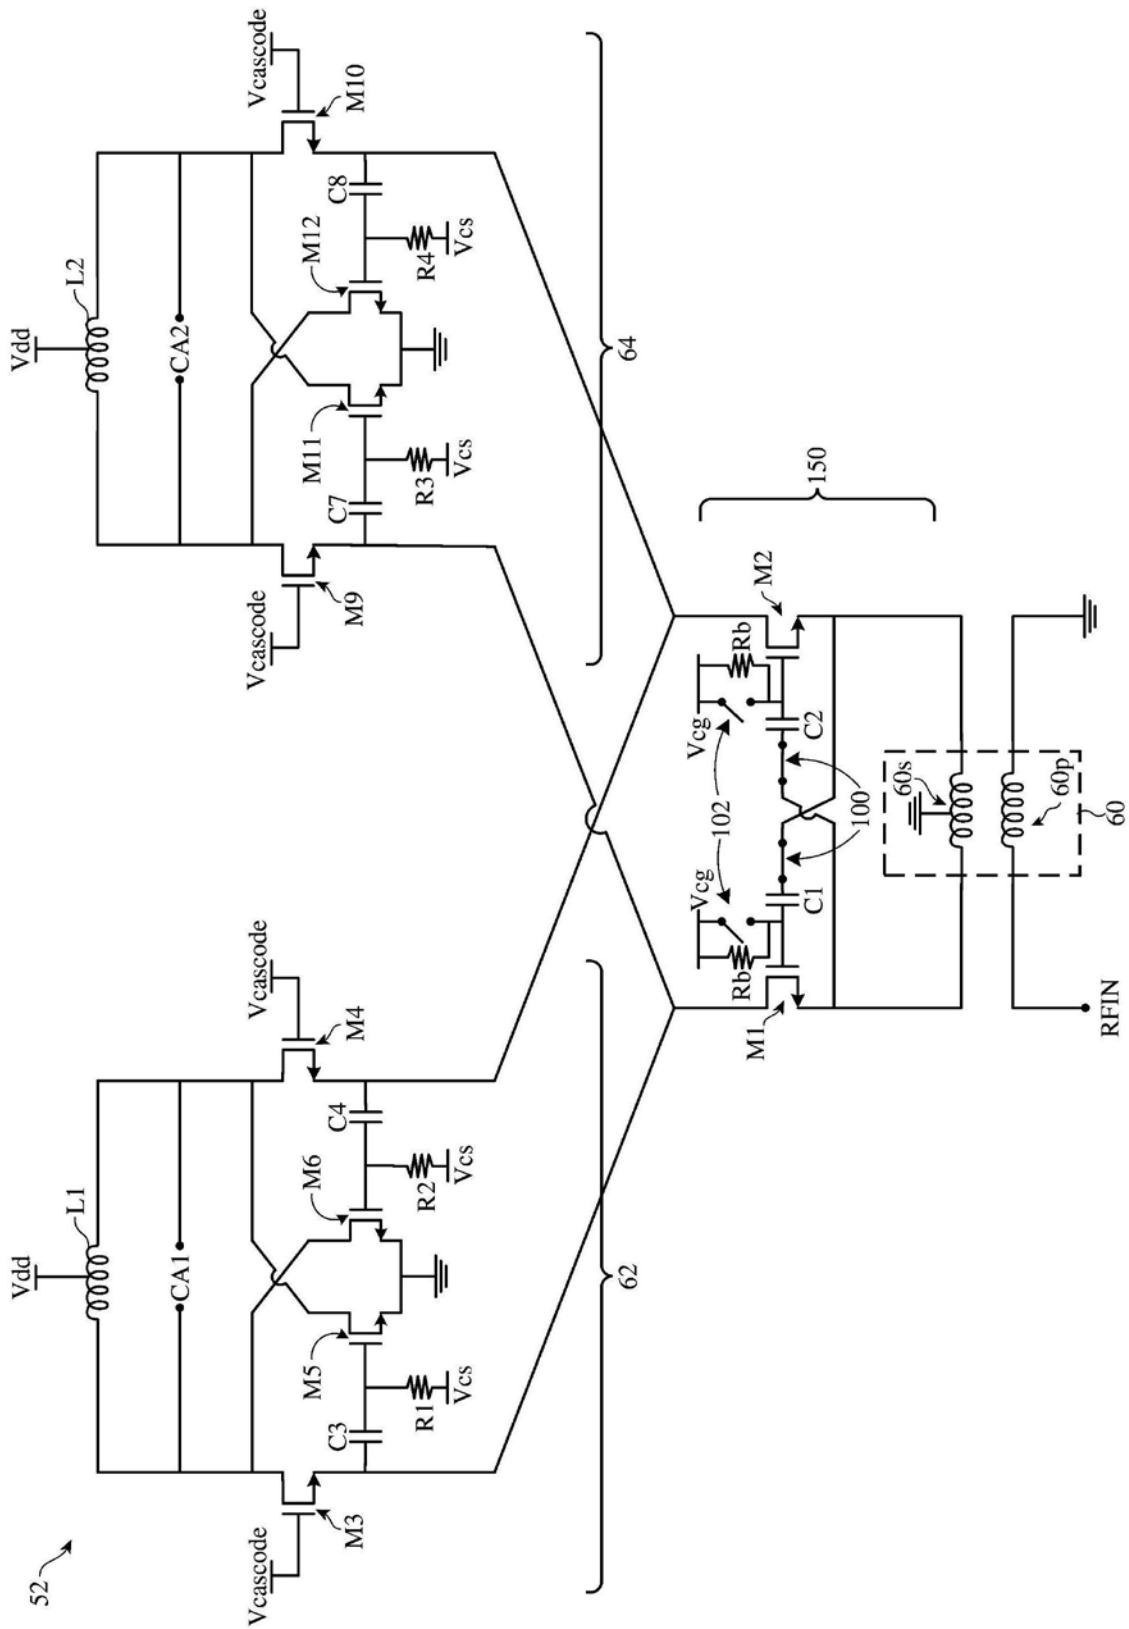 52
Vdd
L1
CA1
Vcascode
M3
Vcascode
M4
C3
M5
R1
Vcs
M6
C4
R2
Vcs
62
Vdd
L2
CA2
Vcascode
M9
Vcascode
M10
C7
M11
R3
Vcs
M12
C8
R4
Vcs
64
Vcg
Rb
M1
C1
102
100
Vcg
Rb
M2
C2
150
60s
60p
60
RFIN